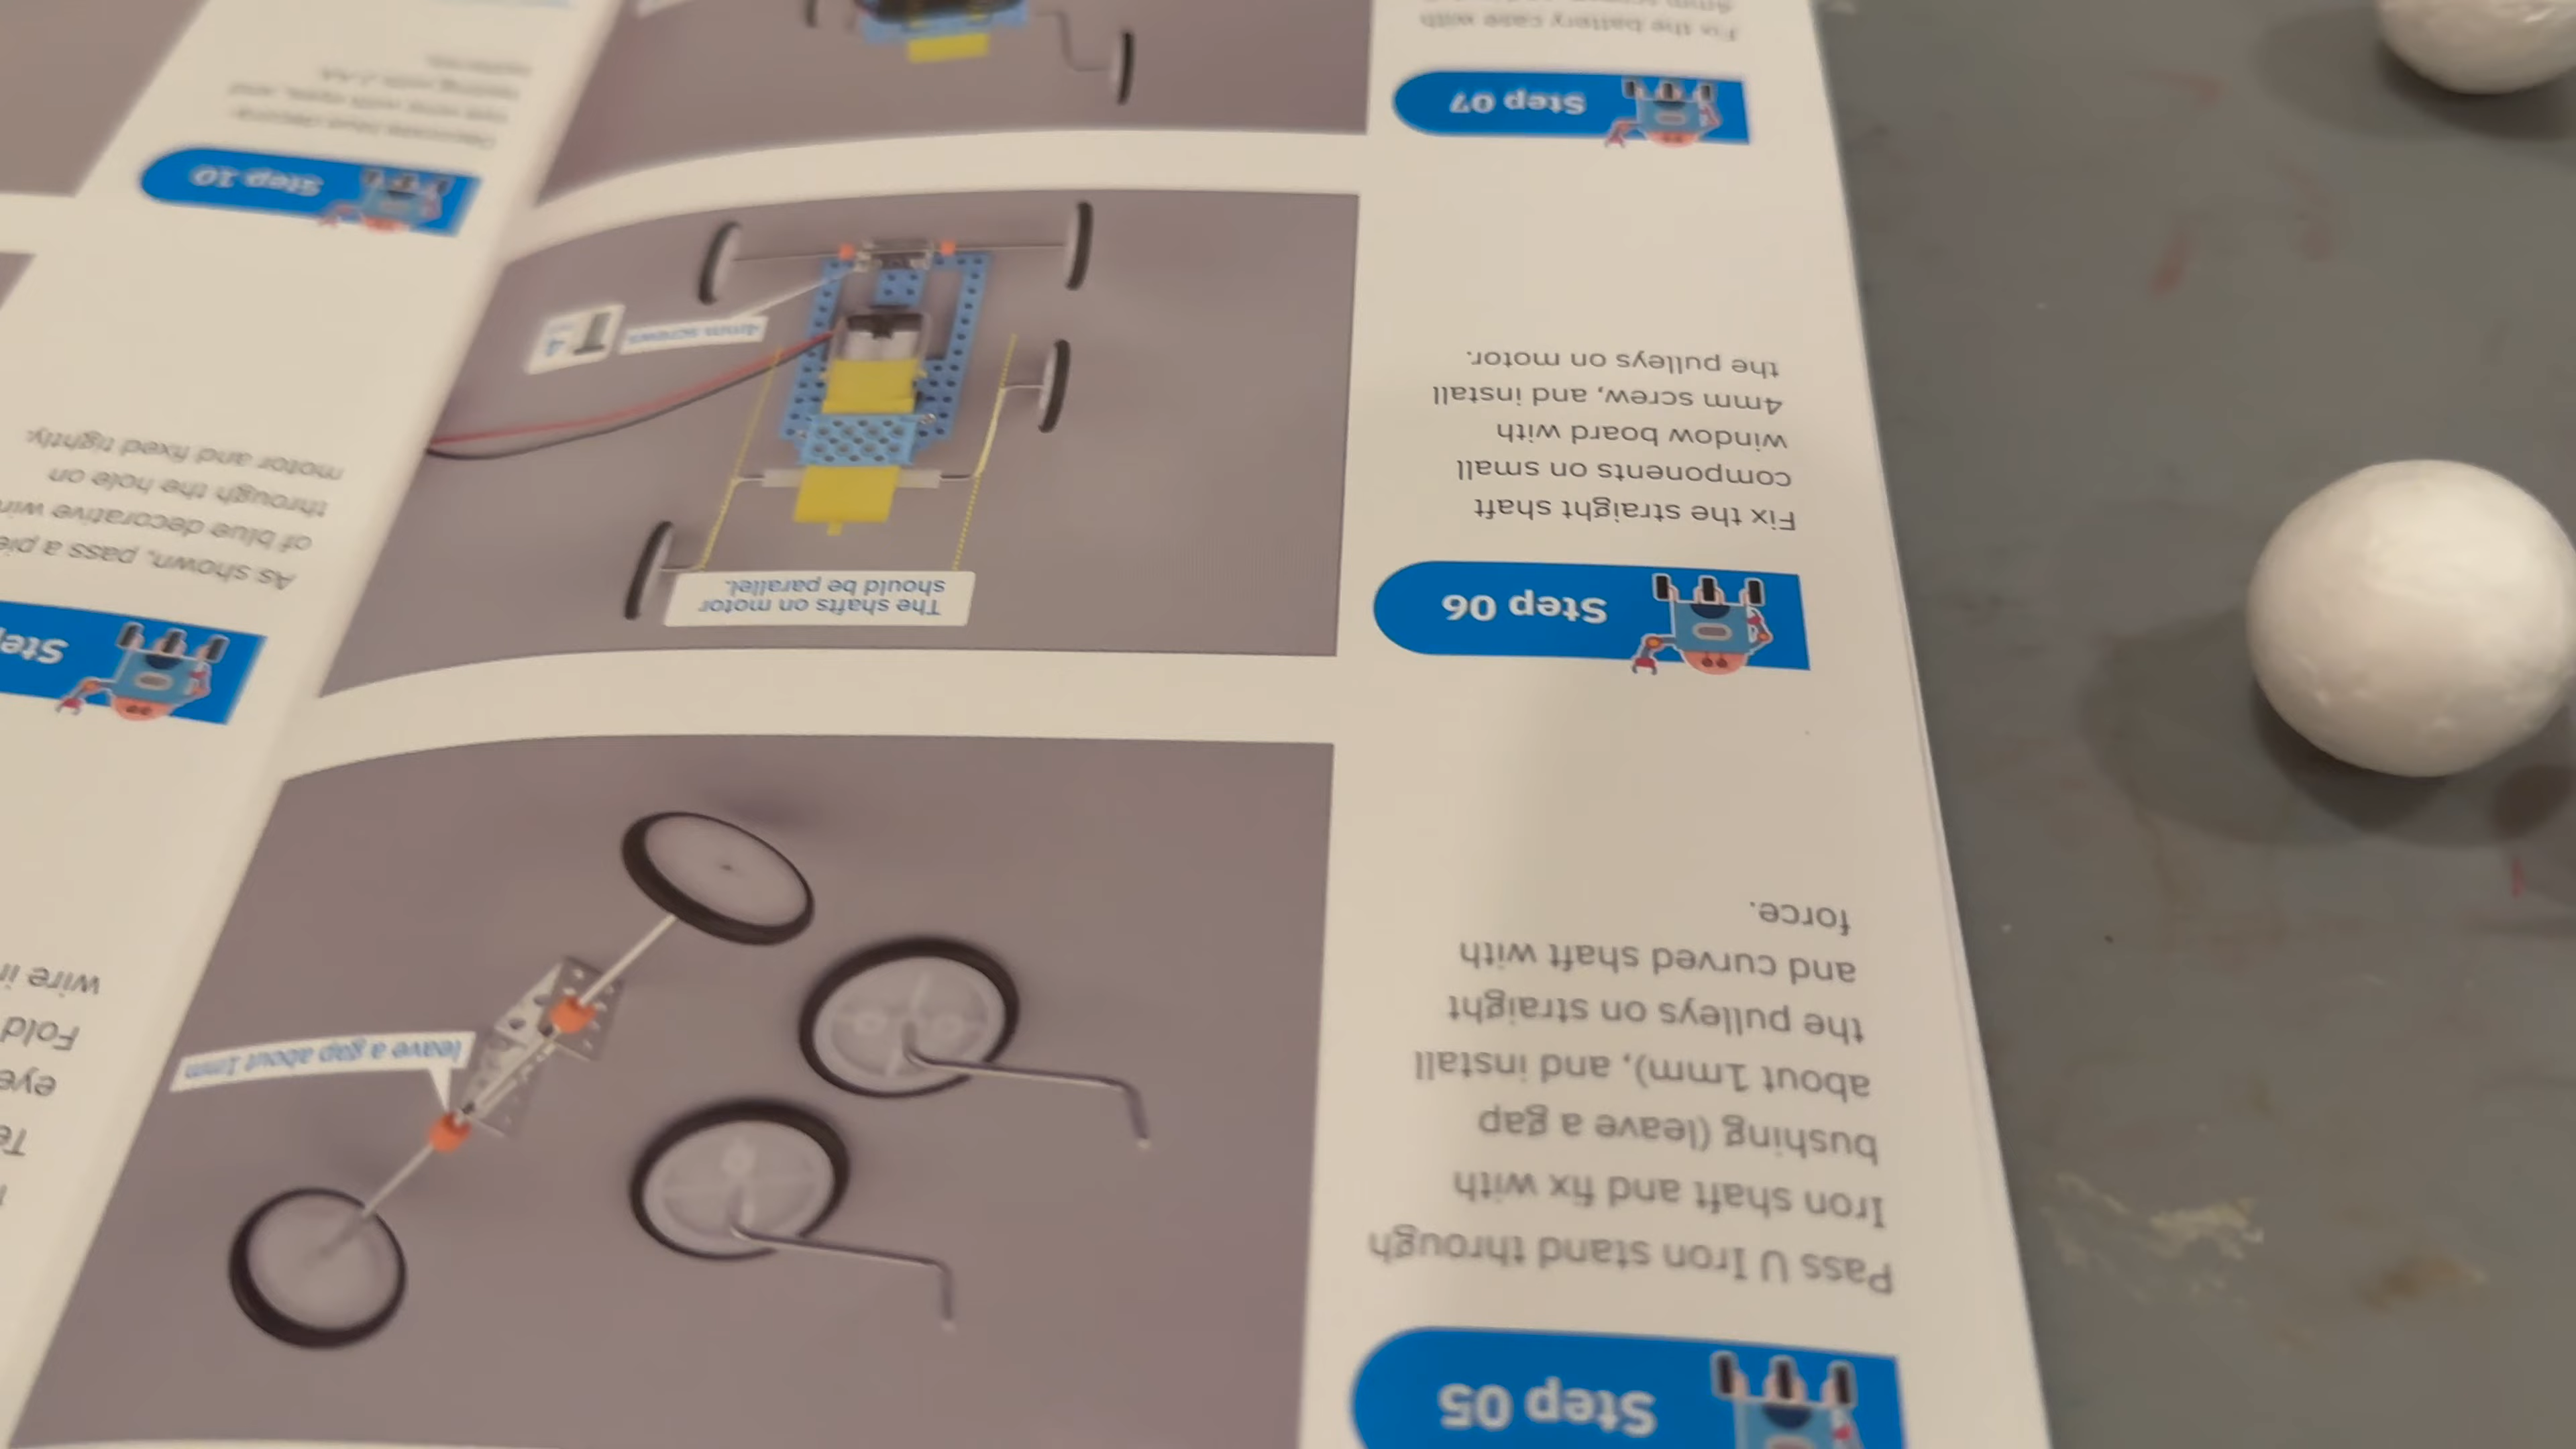 Step 05
Pass U Iron stand through
Iron shaft and fix with
bushing (leave a gap
about 1mm), and install
the pulleys on straight
and curved shaft with
force.
leave a gap about 1mm
Step 06
Fix the straight shaft
components on small
window board with
4mm screw, and install
the pulleys on motor.
The shafts on motor
should be parallel.
4mm screws
4
Step 07
Fix the battery case with
Fold
wire i
Step
As shown, pass a pie
of blue decorative wir
through the hole on
motor and fixed tightly.
Step 10